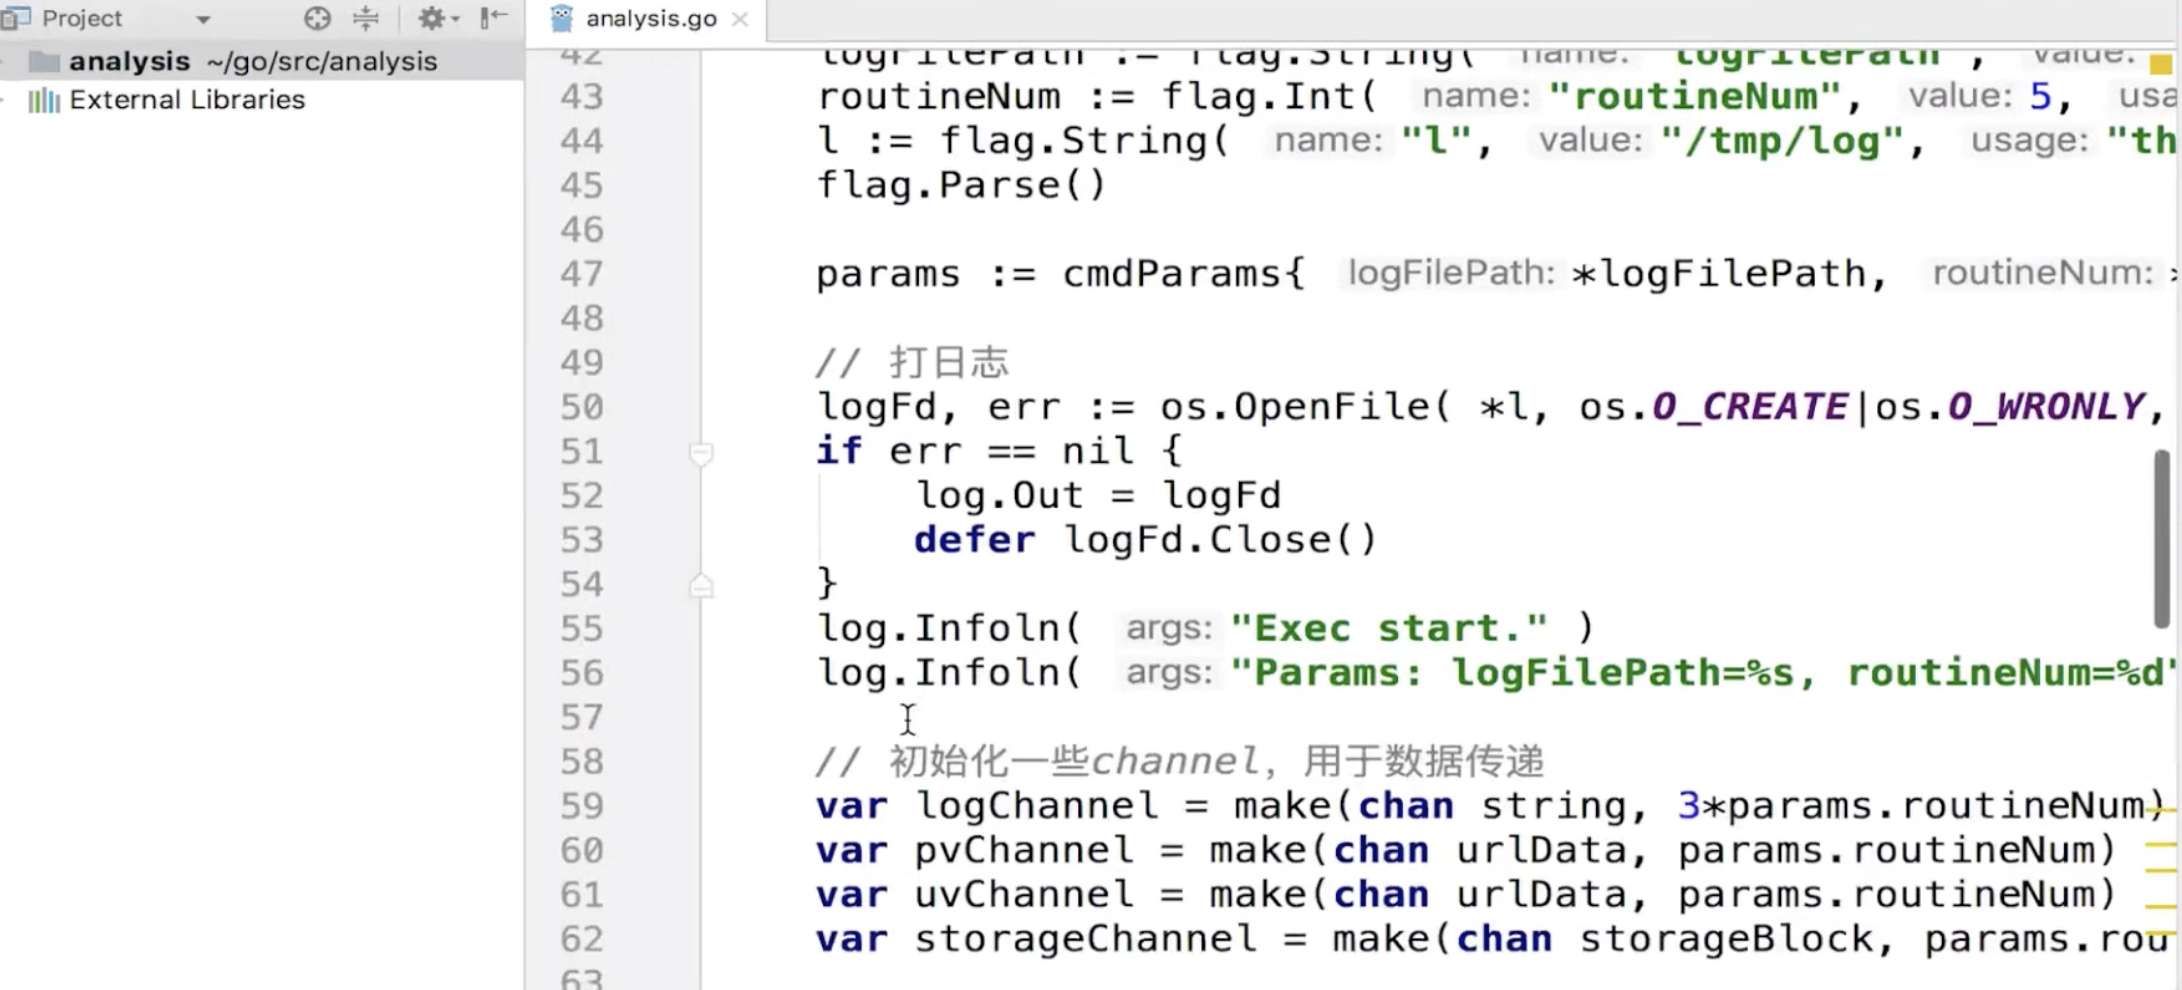 Project
analysis ~/go/src/analysis
External Libraries
analysis.go
42 logFilePath := flag.String( name: "logFilePath", value:
43 routineNum := flag.Int( name: "routineNum", value: 5, usa
44 l := flag.String( name: "l", value: "/tmp/log", usage: "th
45 flag.Parse()
46
47 params := cmdParams{ logFilePath: *logFilePath, routineNum:
48
49 // 打日志
50 logFd, err := os.OpenFile( *l, os.O_CREATE|os.O_WRONLY,
51 if err == nil {
52 log.Out = logFd
53 defer logFd.Close()
54 }
55 log.Infoln( args: "Exec start." )
56 log.Infoln( args: "Params: logFilePath=%s, routineNum=%d"
57
58 // 初始化一些channel，用于数据传递
59 var logChannel = make(chan string, 3*params.routineNum)
60 var pvChannel = make(chan urlData, params.routineNum)
61 var uvChannel = make(chan urlData, params.routineNum)
62 var storageChannel = make(chan storageBlock, params.rou
63